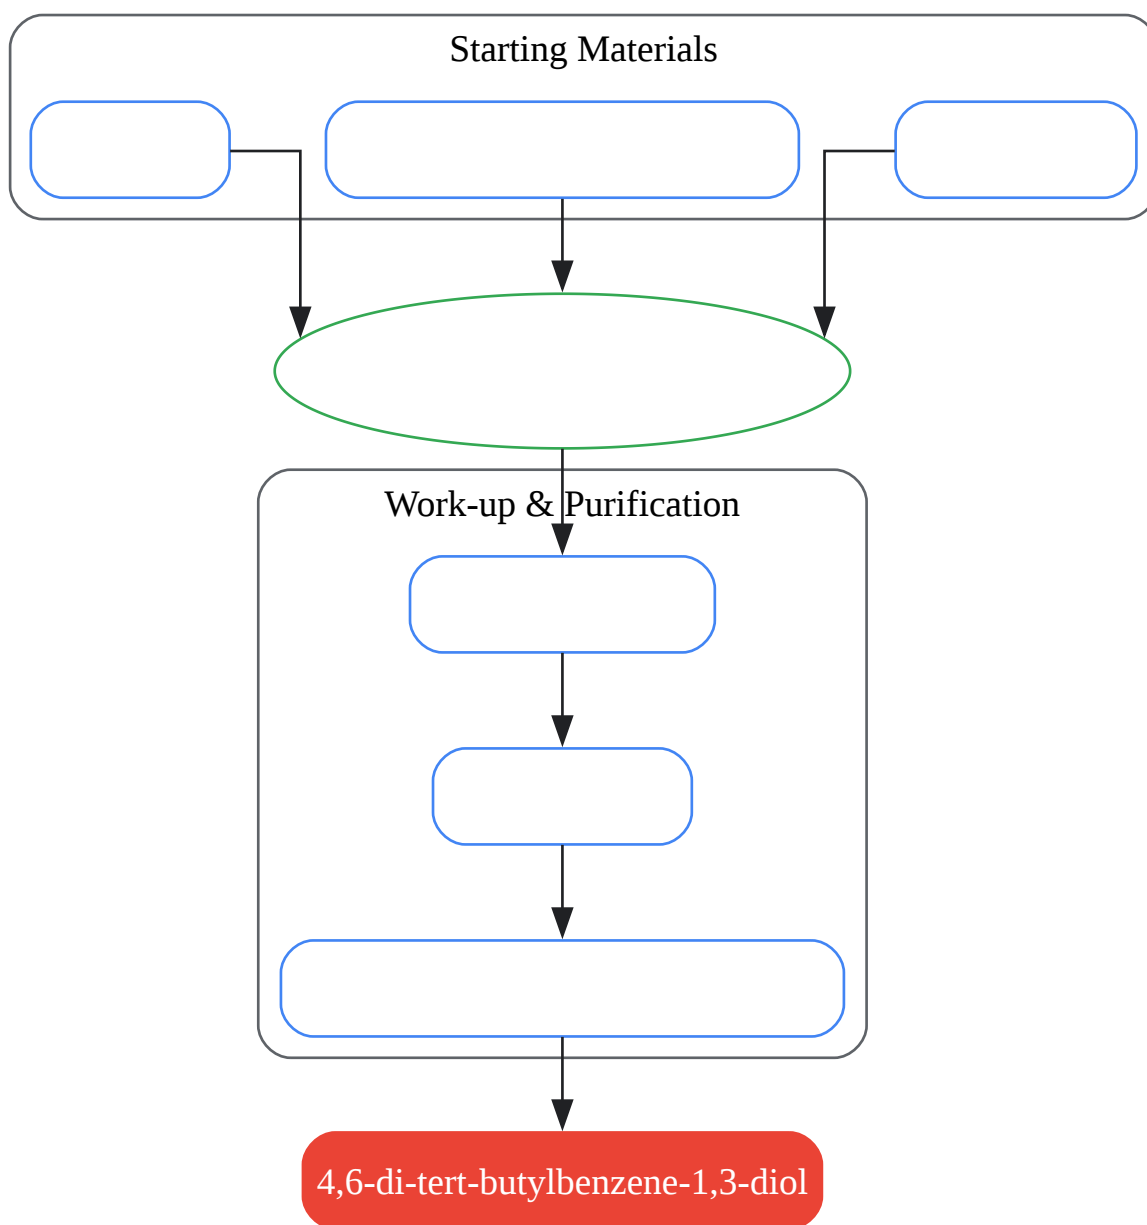 Starting Materials
Work-up & Purification
4,6-di-tert-butylbenzene-1,3-diol